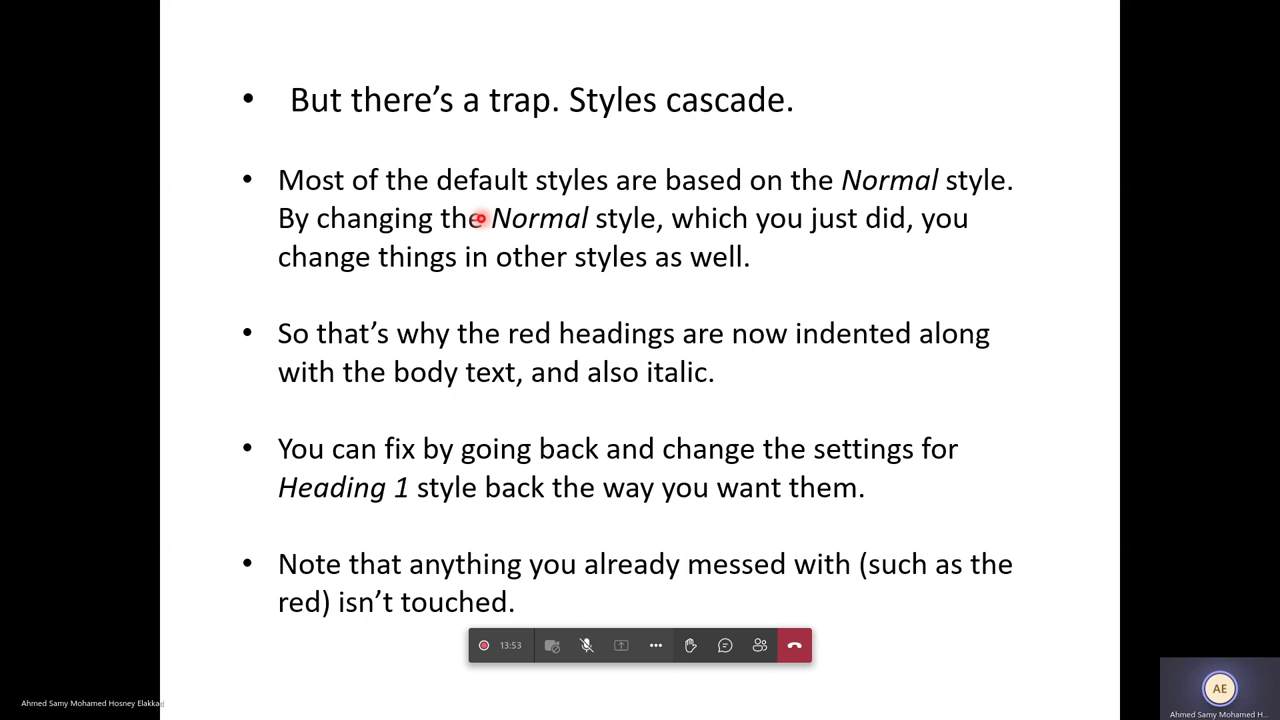 • But there’s a trap. Styles cascade.
• Most of the default styles are based on the Normal style.
By changing the Normal style, which you just did, you
change things in other styles as well.
• So that’s why the red headings are now indented along
with the body text, and also italic.
• You can fix by going back and change the settings for
Heading 1 style back the way you want them.
• Note that anything you already messed with (such as the
red) isn’t touched.
13:53
AE
Ahmed Samy Mohamed Hosney Elakkad
Ahmed Samy Mohamed H...